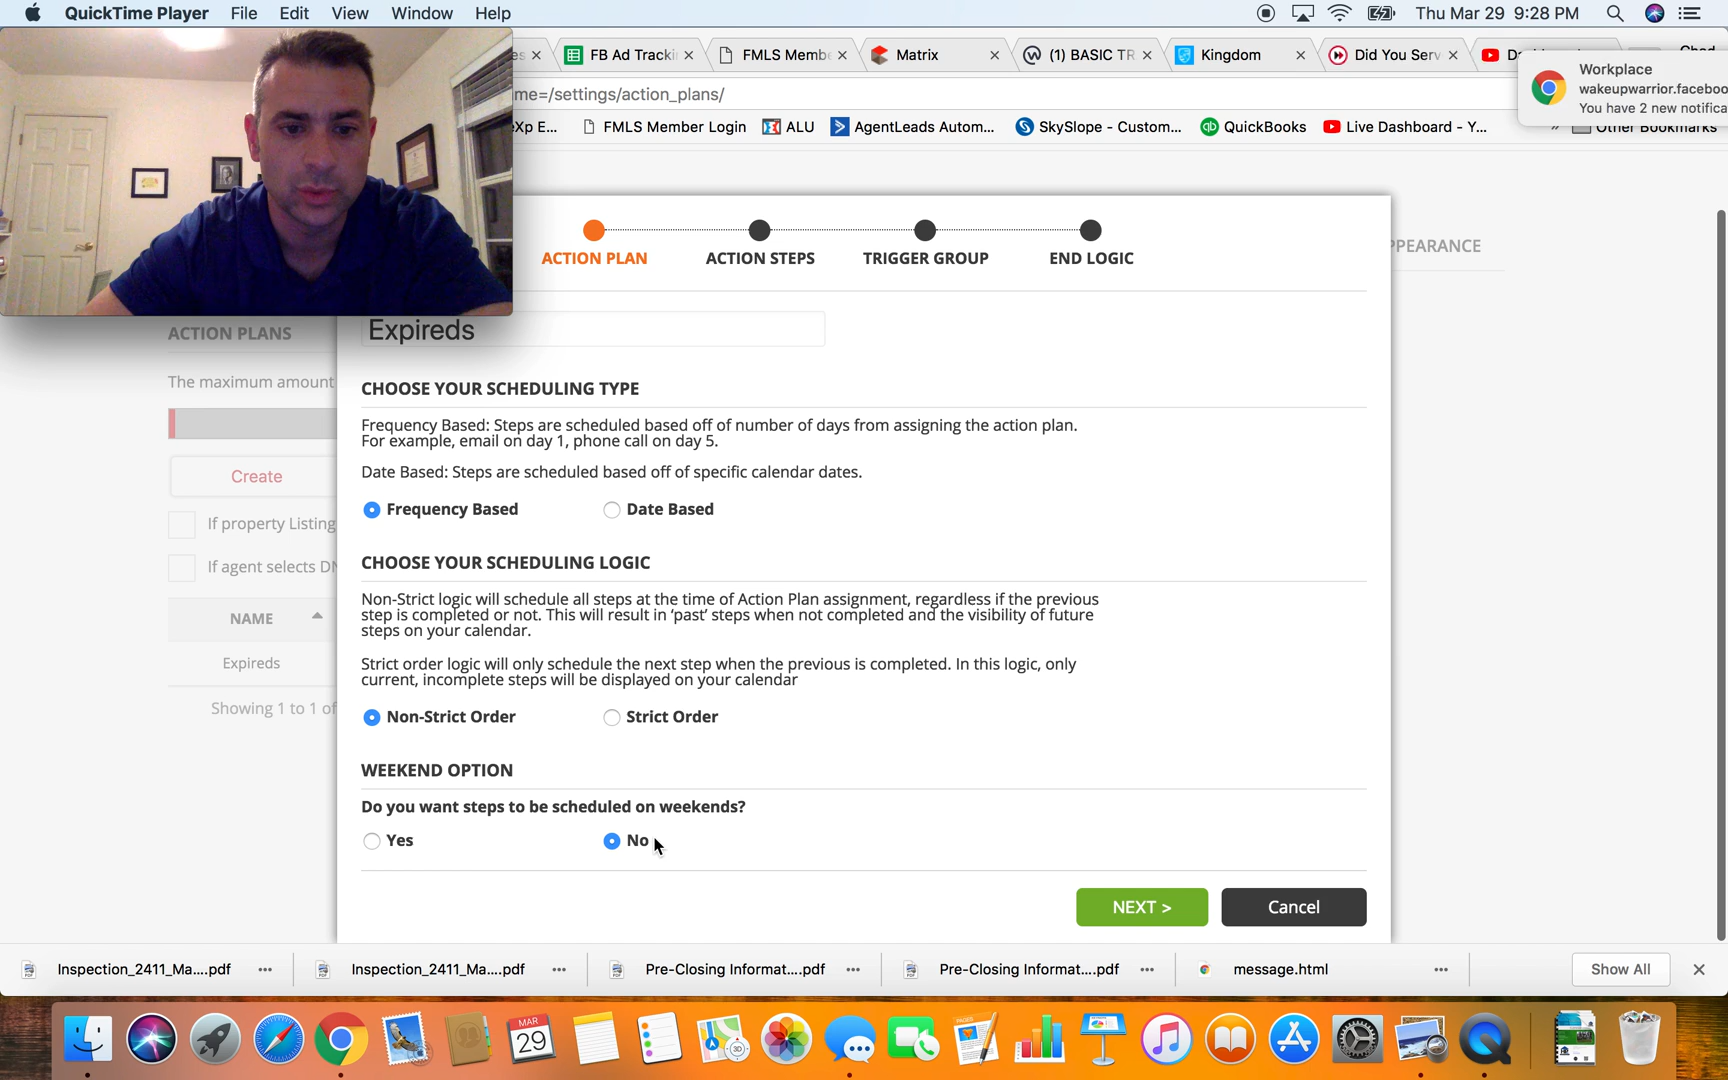 QuickTime Player File Edit View Window Help Thu Mar 29 9:28 PM
FB Ad Tracki FMLS Membe Matrix (1) BASIC TR Kingdom Did You Serv
Workplace
wakeupwarrior.faceboo
You have 2 new notifica
me=/settings/action_plans/
eXp E... FMLS Member Login ALU AgentLeads Autom... SkySlope - Custom... QuickBooks Live Dashboard - Y... Other Bookmarks
ACTION PLAN ACTION STEPS TRIGGER GROUP END LOGIC
PPEARANCE
ACTION PLANS
The maximum amount
Create
If property Listing
If agent selects DN
NAME
Expireds
Showing 1 to 1 of
Expireds
CHOOSE YOUR SCHEDULING TYPE
Frequency Based: Steps are scheduled based off of number of days from assigning the action plan.
For example, email on day 1, phone call on day 5.
Date Based: Steps are scheduled based off of specific calendar dates.
Frequency Based Date Based
CHOOSE YOUR SCHEDULING LOGIC
Non-Strict logic will schedule all steps at the time of Action Plan assignment, regardless if the previous
step is completed or not. This will result in ‘past’ steps when not completed and the visibility of future
steps on your calendar.
Strict order logic will only schedule the next step when the previous is completed. In this logic, only
current, incomplete steps will be displayed on your calendar
Non-Strict Order Strict Order
WEEKEND OPTION
Do you want steps to be scheduled on weekends?
Yes No
NEXT > Cancel
Inspection_2411_Ma....pdf Inspection_2411_Ma....pdf Pre-Closing Informat....pdf Pre-Closing Informat....pdf message.html Show All
MAR
29
PAGES
3D